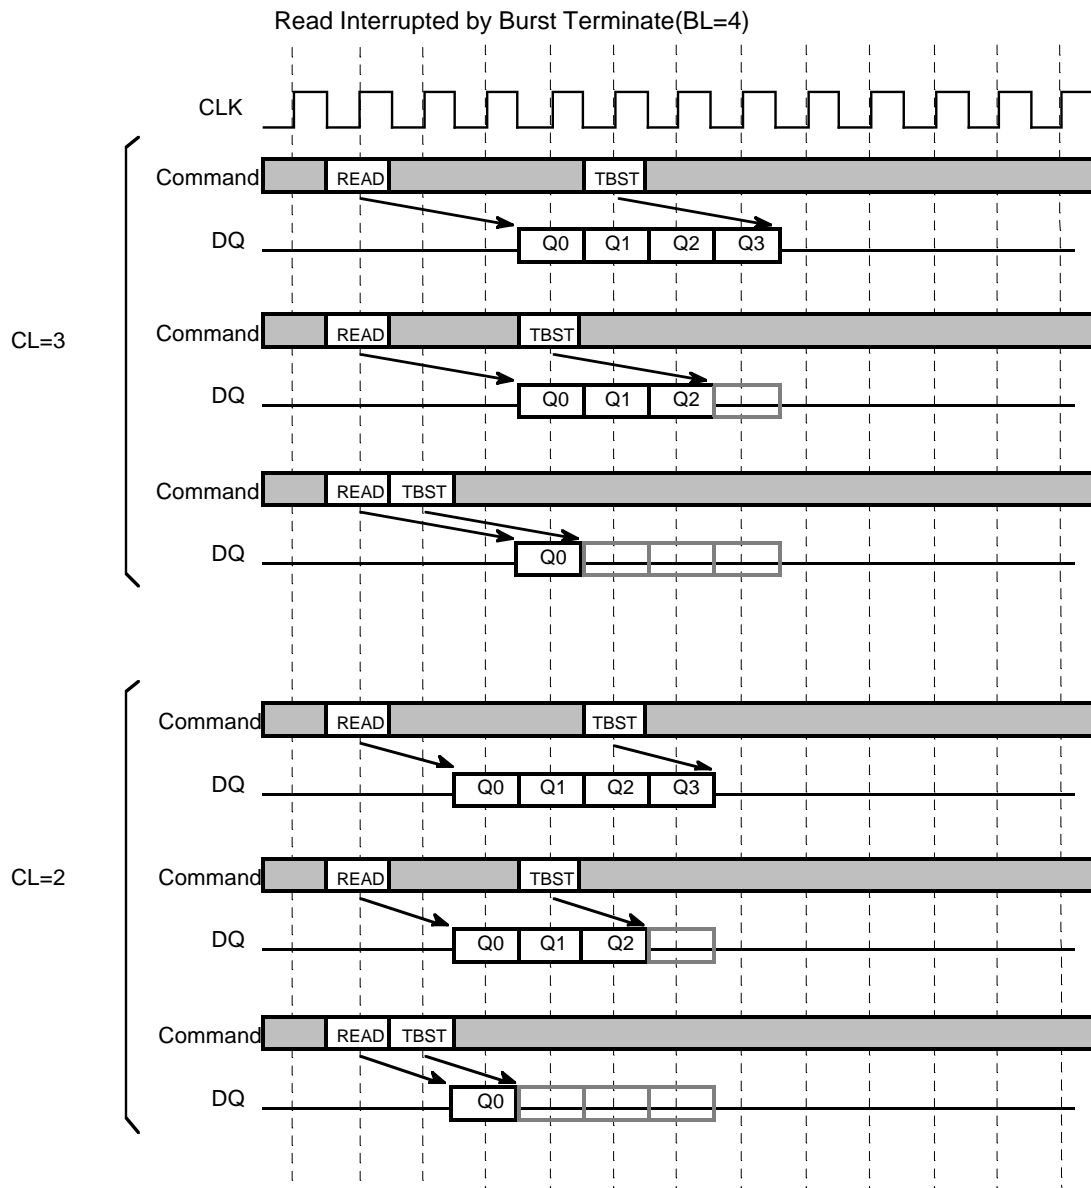 Read Interrupted by Burst Terminate(BL=4)
CLK
Command READ TBST
DQ Q0 Q1 Q2 Q3
CL=3
Command READ TBST
DQ Q0 Q1 Q2
Command READ TBST
DQ Q0
Command READ TBST
DQ Q0 Q1 Q2 Q3
CL=2
Command READ TBST
DQ Q0 Q1 Q2
Command READ TBST
DQ Q0